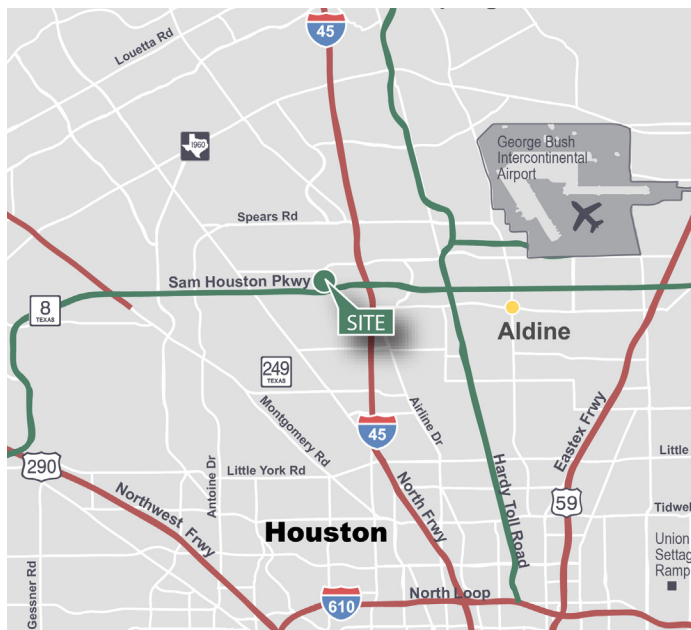 45
Louetta Rd
1960
George Bush
Intercontinental
Airport
Spears Rd
Sam Houston Pkwy
8
TEXAS
SITE
Aldine
249
TEXAS
Montgomery Rd
Airline Dr
Eastex Frwy
45
290
Antoine Dr
Little York Rd
Hardy Toll Road
Little
59
Northwest Frwy
North Frwy
Tidwel
Houston
Union
Settag
Ramp
Gessner Rd
North Loop
610